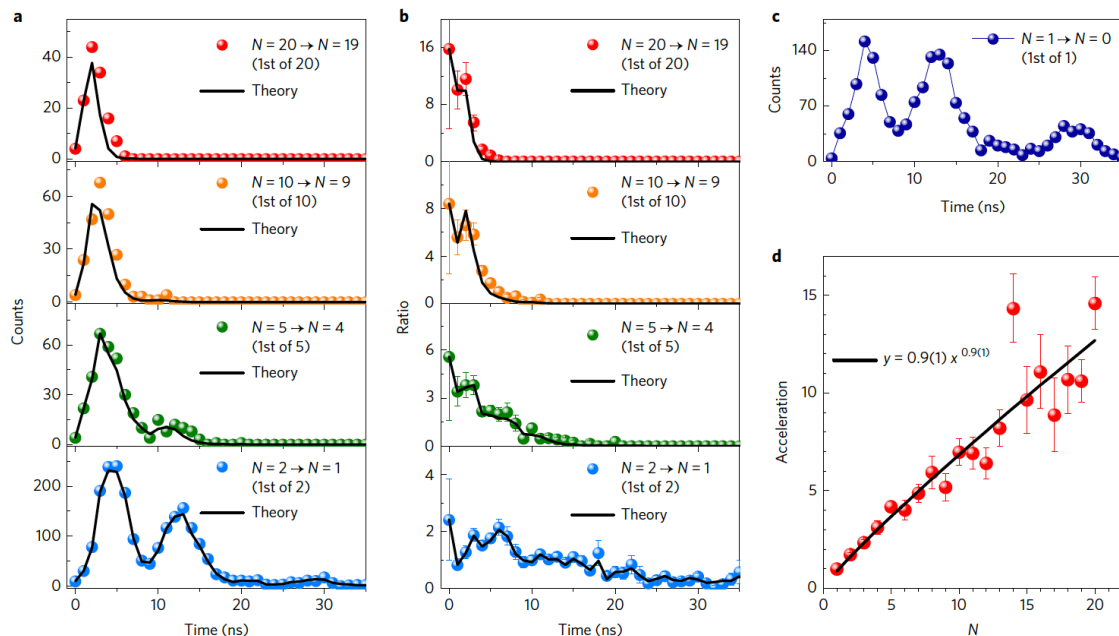 a
N = 20 → N = 19
(1st of 20)
Theory
40
20
0
N = 10 → N = 9
(1st of 10)
Theory
60
30
0
N = 5 → N = 4
(1st of 5)
Theory
60
30
0
N = 2 → N = 1
(1st of 2)
Theory
200
100
0
0
10
20
30
Counts
Time (ns)
b
N = 20 → N = 19
(1st of 20)
Theory
16
12
8
4
0
N = 10 → N = 9
(1st of 10)
Theory
8
4
0
N = 5 → N = 4
(1st of 5)
Theory
6
3
0
N = 2 → N = 1
(1st of 2)
Theory
4
2
0
0
10
20
30
Ratio
Time (ns)
c
N = 1 → N = 0
(1st of 1)
140
70
0
Counts
0
10
20
30
Time (ns)
d
15
10
5
0
y = 0.9(1) x^0.9(1)
Acceleration
0
5
10
15
20
N